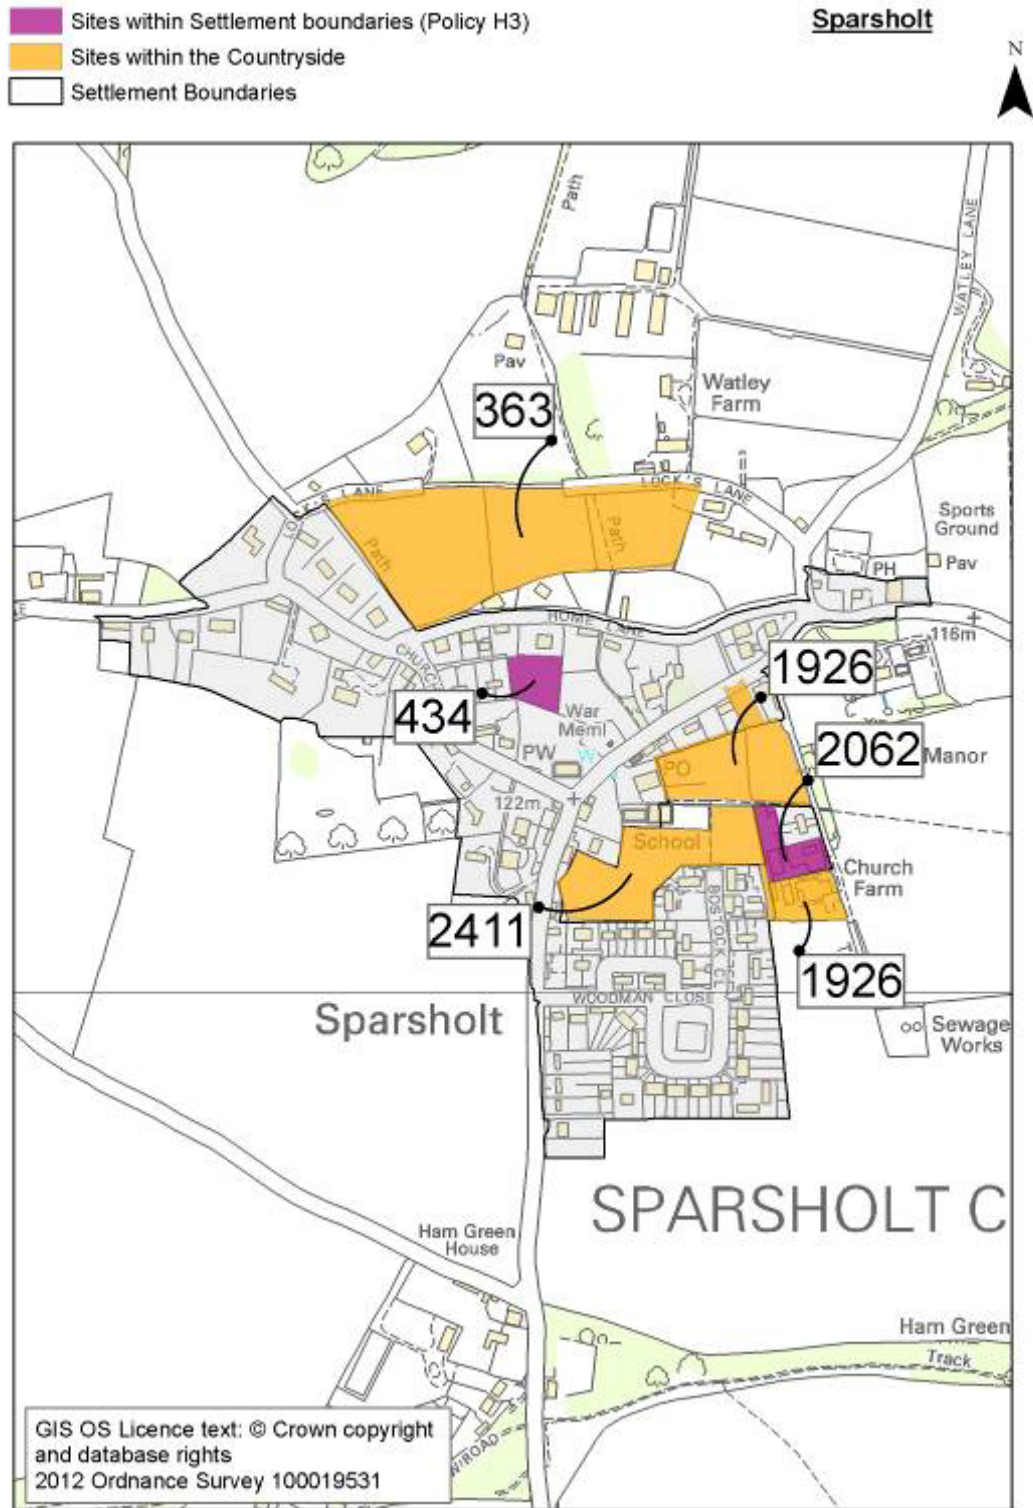 Sites within Settlement boundaries (Policy H3)
Sparsholt
Sites within the Countryside
Settlement Boundaries
N
Path
WATLEY LANE
Pav
Watley
Farm
363
LOCK'S LANE
Path
Path
Sports
Ground
Pav
PH
HOME LANE
116m
CHURCH
1926
434
War
Meml
2062
Manor
PW
W
PO
122m
School
Church
Farm
BOSTOCK CL
2411
1926
WOODMAN CLOSE
Sparsholt
Sewage
Works
SPARSHOLT C
Ham Green
House
Ham Green
Track
GIS OS Licence text: © Crown copyright
and database rights
2012 Ordnance Survey 100019531